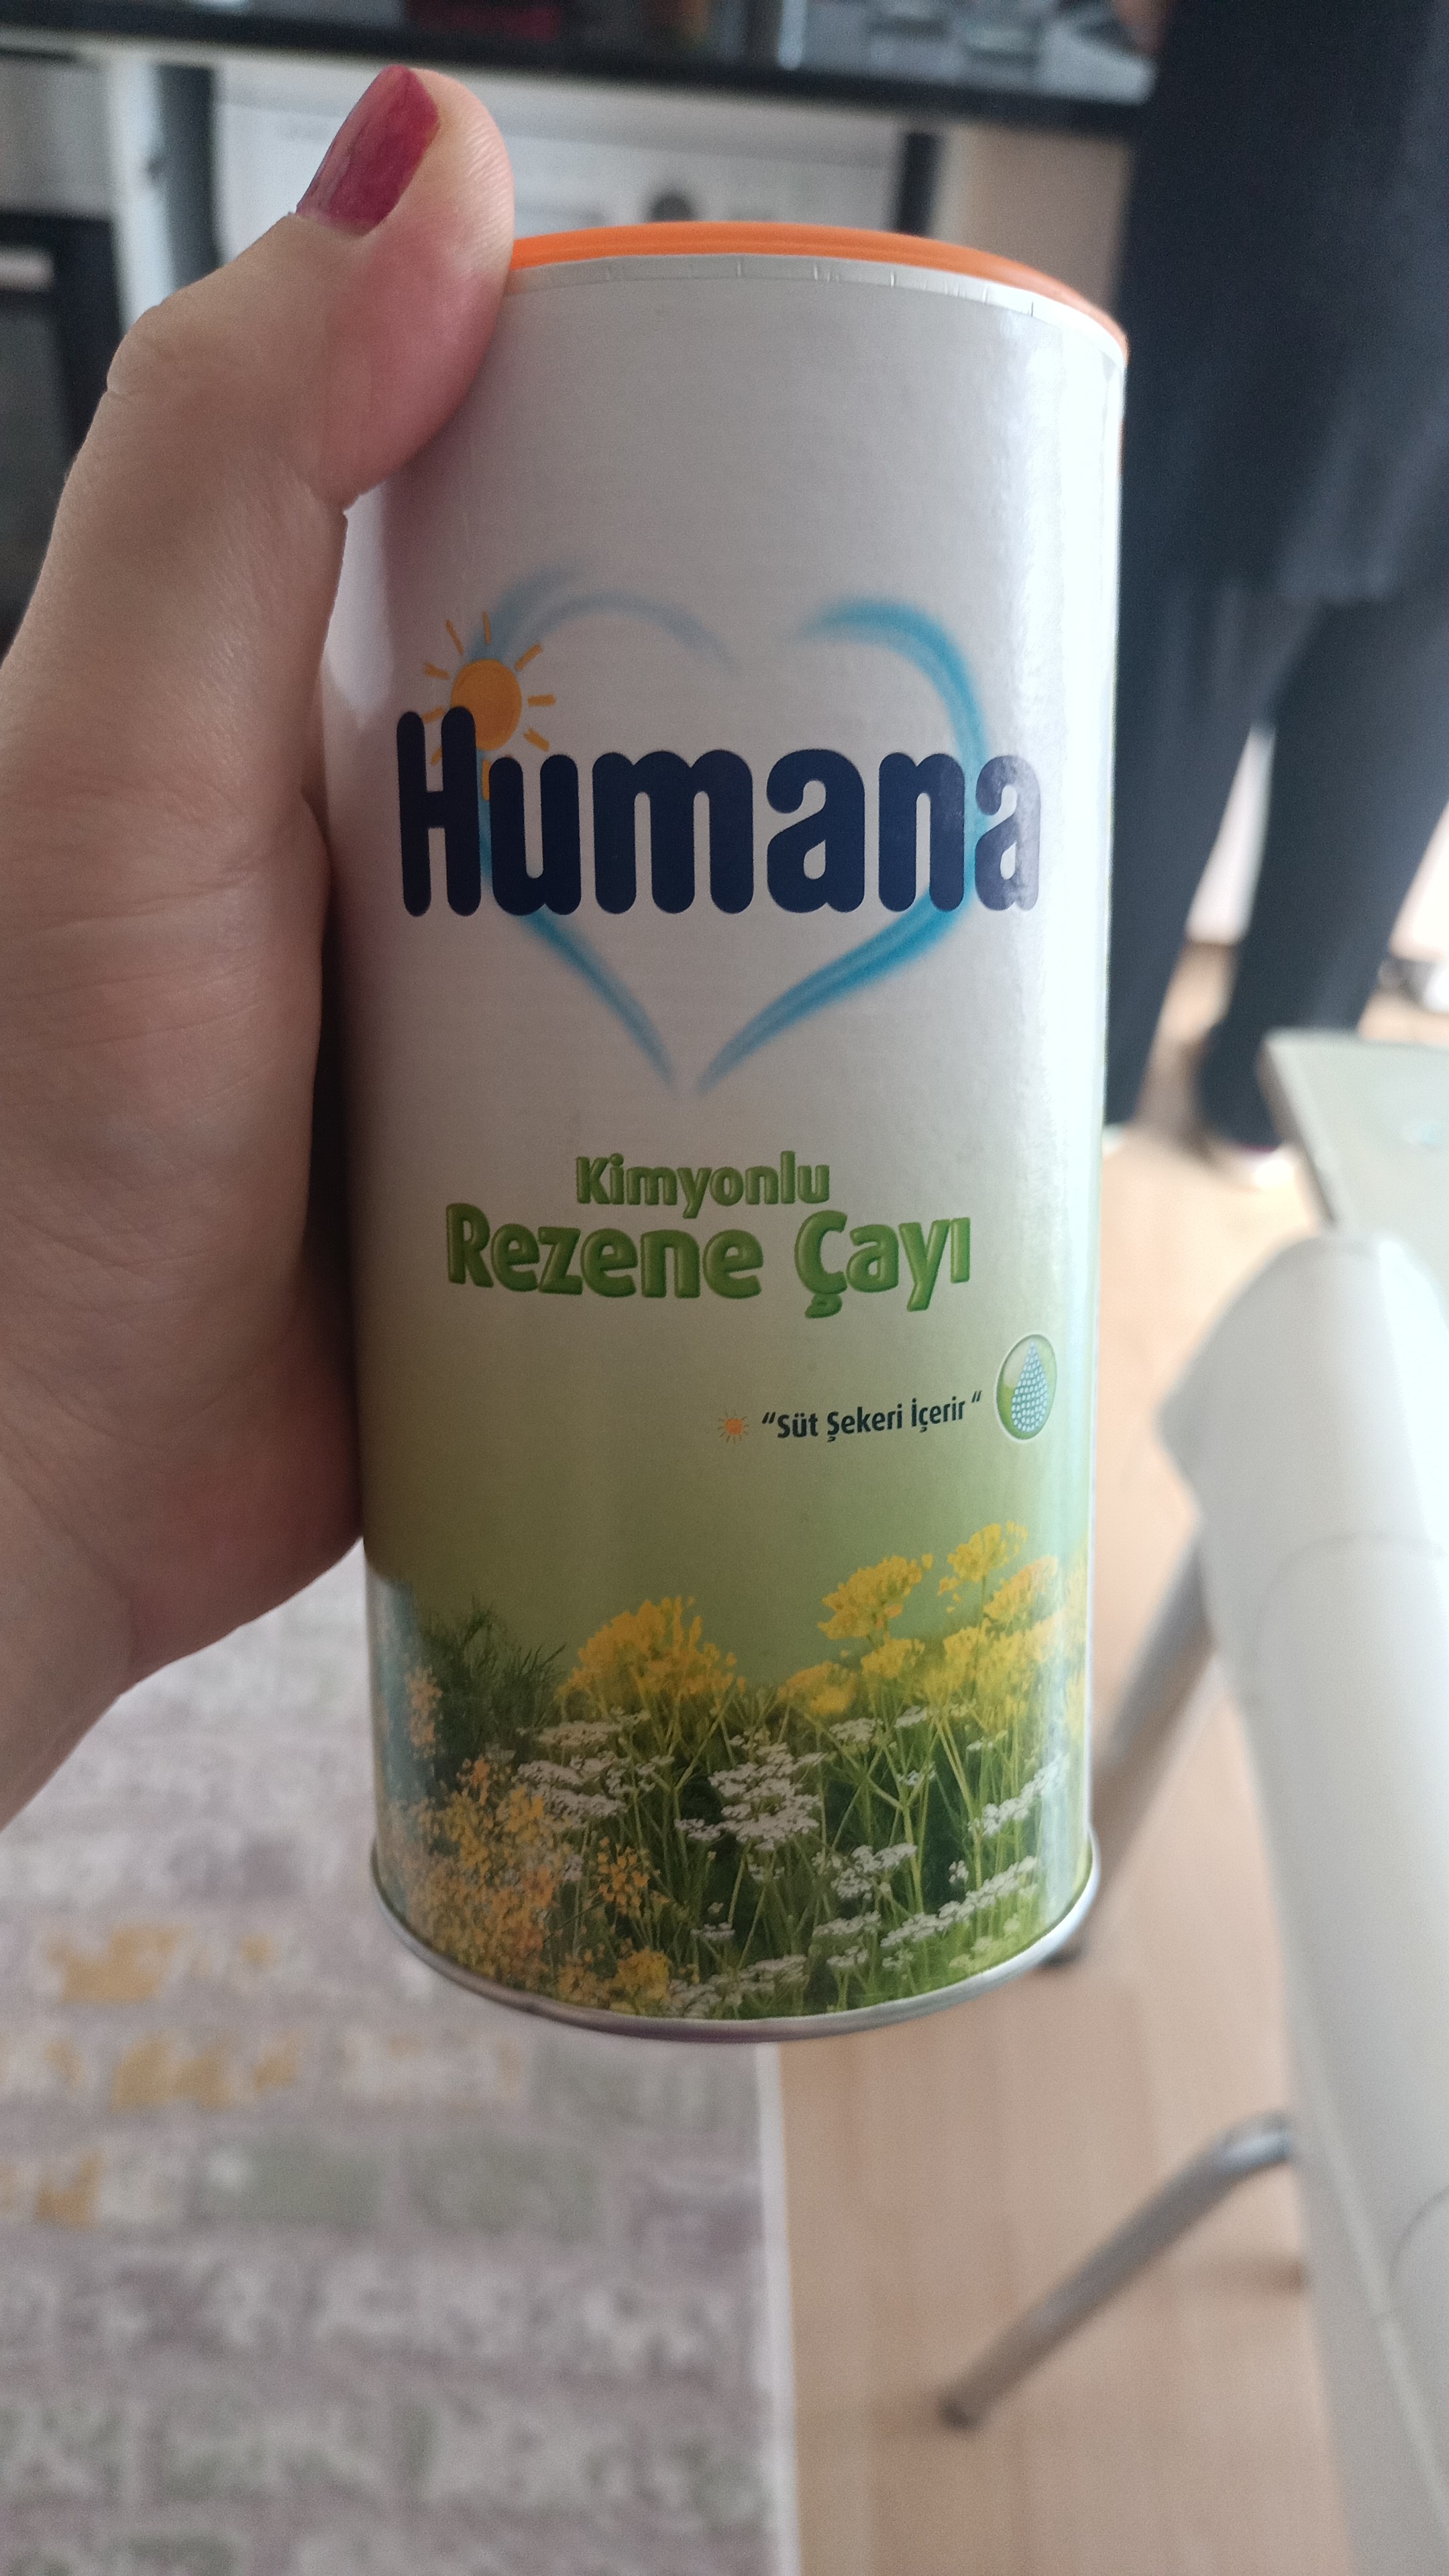 Humana
Kimyonlu
Rezene Çayı
“Süt Şekeri İçerir“